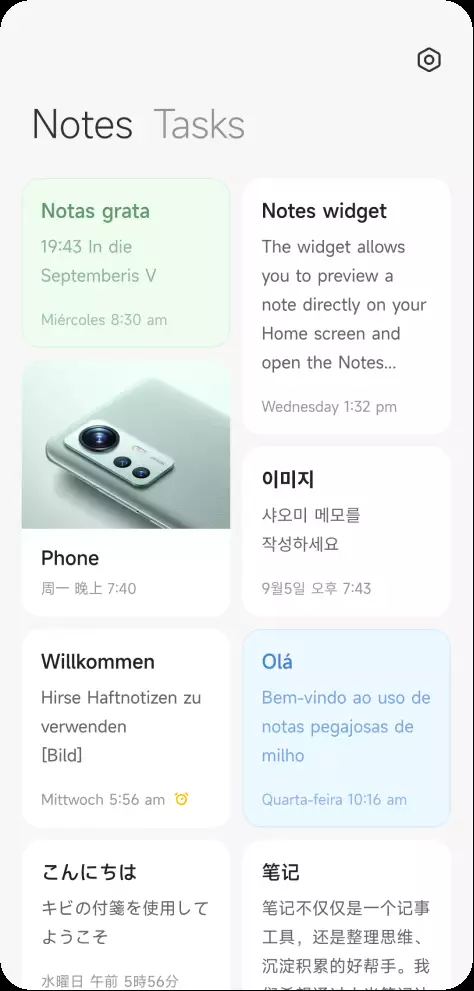 Notes Tasks
Notas grata
19:43 In die
Septemberis V
Miércoles 8:30 am
Notes widget
The widget allows
you to preview a
note directly on your
Home screen and
open the Notes...
Wednesday 1:32 pm
Phone
周一 晚上 7:40
이미지
샤오미 메모를
작성하세요
9월5일 오후 7:43
Willkommen
Hirse Haftnotizen zu
verwenden
[Bild]
Mittwoch 5:56 am
Olá
Bem-vindo ao uso de
notas pegajosas de
milho
Quarta-feira 10:16 am
こんにちは
キビの付箋を使用して
ようこそ
水曜日 午前 5時56分
笔记
笔记不仅仅是一个记事
工具，还是整理思维、
沉淀积累的好帮手。我